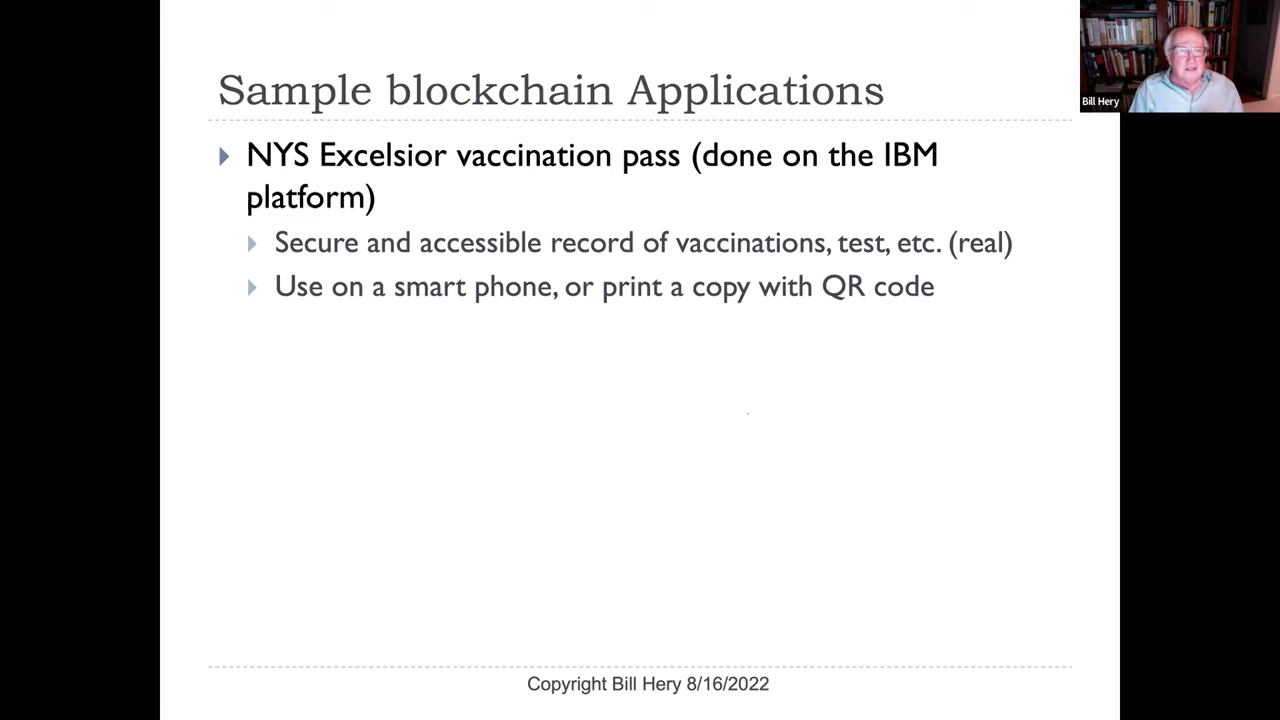 Sample blockchain Applications
NYS Excelsior vaccination pass (done on the IBM
platform)
Secure and accessible record of vaccinations, test, etc. (real)
Use on a smart phone, or print a copy with QR code
Copyright Bill Hery 8/16/2022
Bill Hery